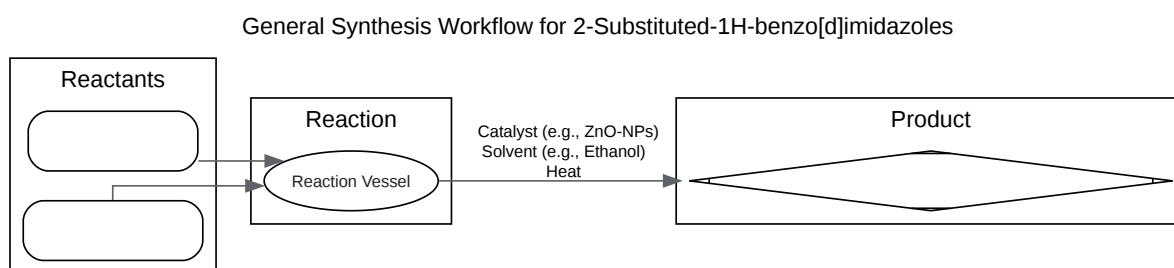 General Synthesis Workflow for 2-Substituted-1H-benzo[d]imidazoles
Reactants
Reaction
Reaction Vessel
Catalyst (e.g., ZnO-NPs)
Solvent (e.g., Ethanol)
Heat
Product